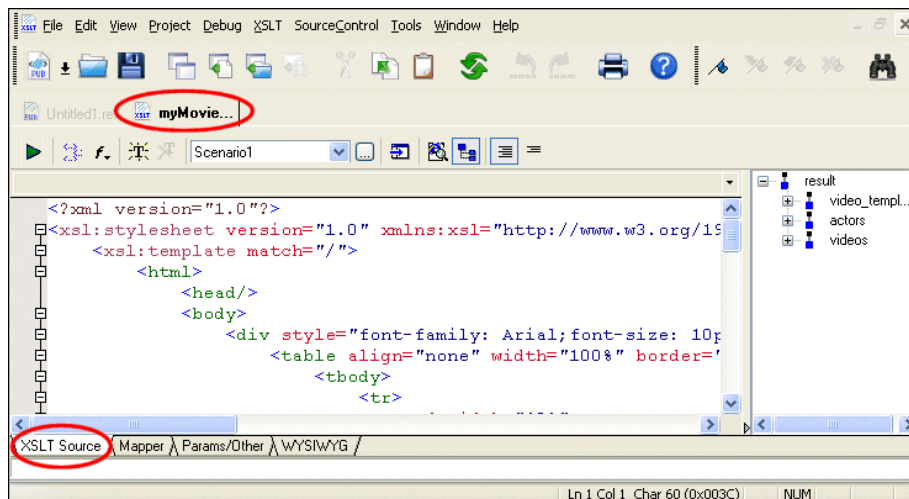 File Edit View Project Debug XSLT SourceControl Tools Window Help
Untitled1.re myMovie...
Scenario1
<?xml version="1.0"?>
<xsl:stylesheet version="1.0" xmlns:xsl="http://www.w3.org/19
<xsl:template match="/">
<html>
<head/>
<body>
<div style="font-family: Arial;font-size: 10p
<table align="none" width="100%" border="
<tbody>
<tr>
result
video_templ...
actors
videos
XSLT Source Mapper Params/Other WYSIWYG
Ln 1 Col 1 Char 60 (0x003C) NUM